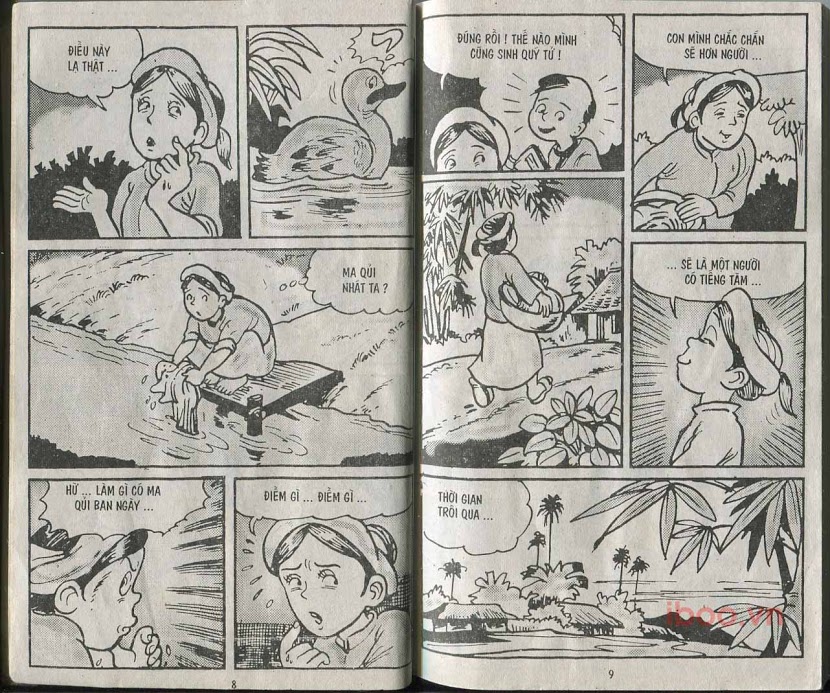 ĐIỀU NÀY
LẠ THẬT ...
MA QỦI
NHÁT TA ?
HỪ ... LÀM GÌ CÓ MA
QỦI BAN NGÀY ...
ĐIỀM GÌ ... ĐIỀM GÌ ...
8
ĐÚNG RỒI ! THẾ NÀO MÌNH
CŨNG SINH QUÝ TỬ !
CON MÌNH CHẮC CHẮN
SẼ HƠN NGƯỜI ...
... SẼ LÀ MỘT NGƯỜI
CÓ TIẾNG TĂM ...
THỜI GIAN
TRÔI QUA ...
iboo.vn
9